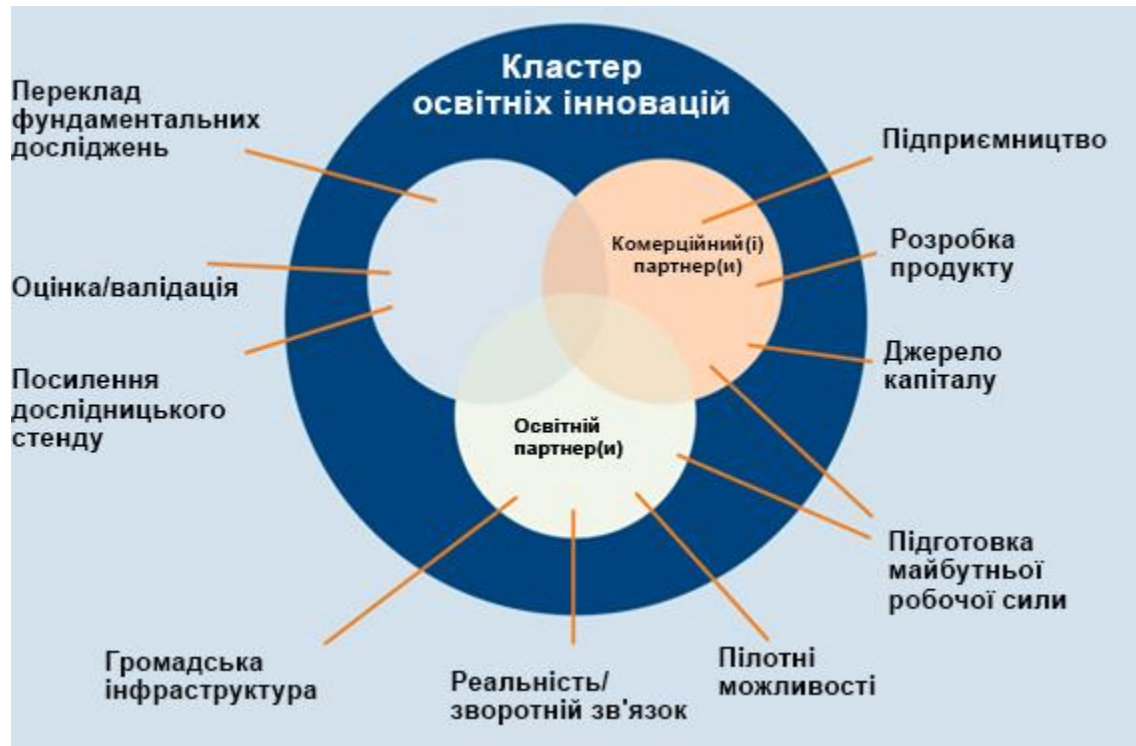 Кластер
освітніх інновацій
Переклад
фундаментальних
досліджень
Оцінка/валідація
Посилення
дослідницького
стенду
Комерційний(і)
партнер(и)
Підприємництво
Розробка
продукту
Джерело
капіталу
Освітній
партнер(и)
Підготовка
майбутньої
робочої сили
Громадська
інфраструктура
Реальність/
зворотній зв'язок
Пілотні
можливості